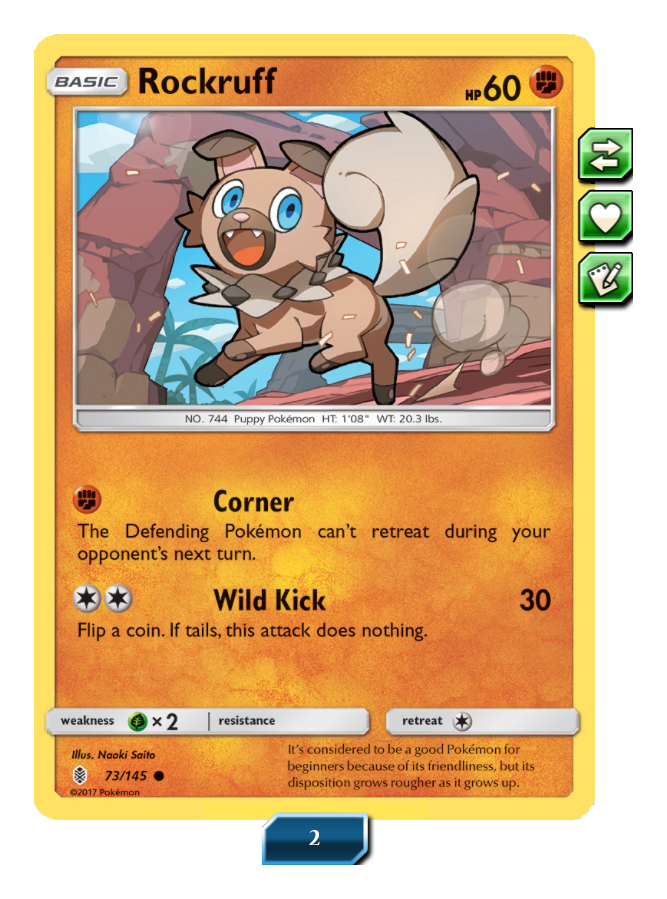 BASIC Rockruff HP 60
NO. 744 Puppy Pokémon HT: 1'08" WT: 20.3 lbs.
Corner
The Defending Pokémon can't retreat during your
opponent's next turn.
Wild Kick 30
Flip a coin. If tails, this attack does nothing.
weakness × 2 resistance retreat
Illus. Naoki Saito
73/145
©2017 Pokémon
It's considered to be a good Pokémon for
beginners because of its friendliness, but its
disposition grows rougher as it grows up.
2